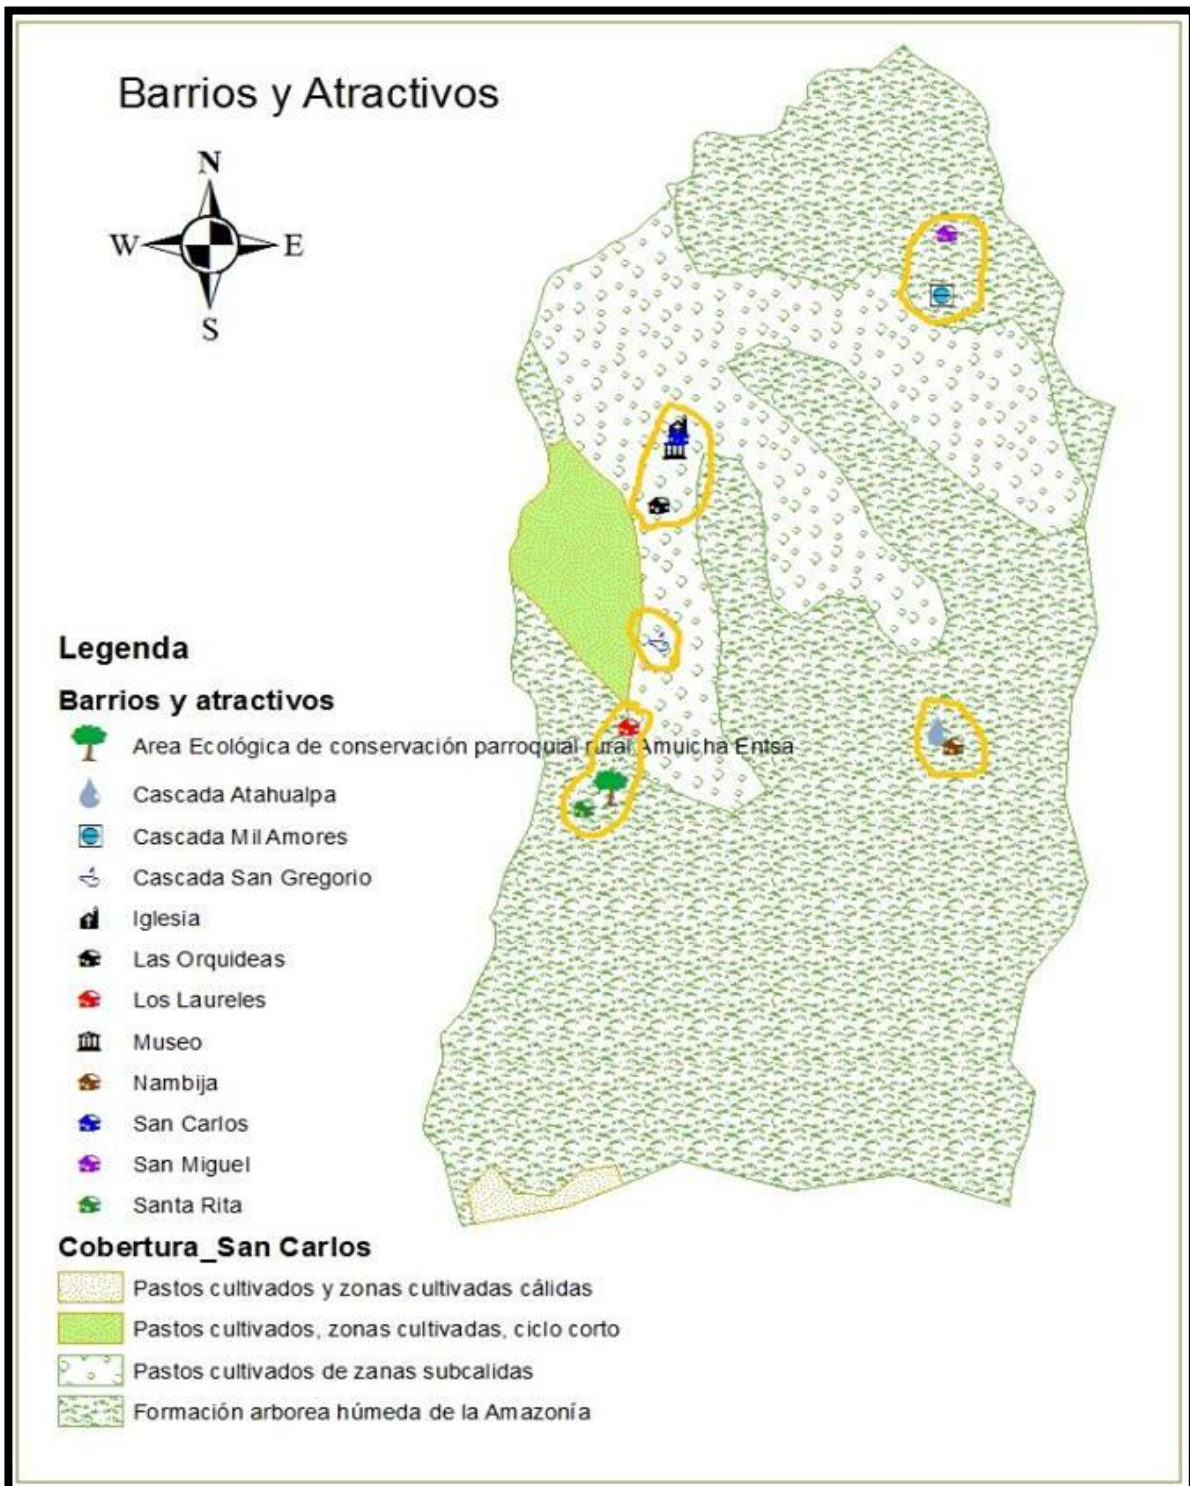 Barrios y Atractivos
N
W E
S
Legenda
Barrios y atractivos
Area Ecológica de conservación parroquial rural Amuicha Entsa
Cascada Atahualpa
Cascada Mil Amores
Cascada San Gregorio
Iglesia
Las Orquideas
Los Laureles
Museo
Nambija
San Carlos
San Miguel
Santa Rita
Cobertura_San Carlos
Pastos cultivados y zonas cultivadas cálidas
Pastos cultivados, zonas cultivadas, ciclo corto
Pastos cultivados de zanas subcalidas
Formación arborea húmeda de la Amazonía